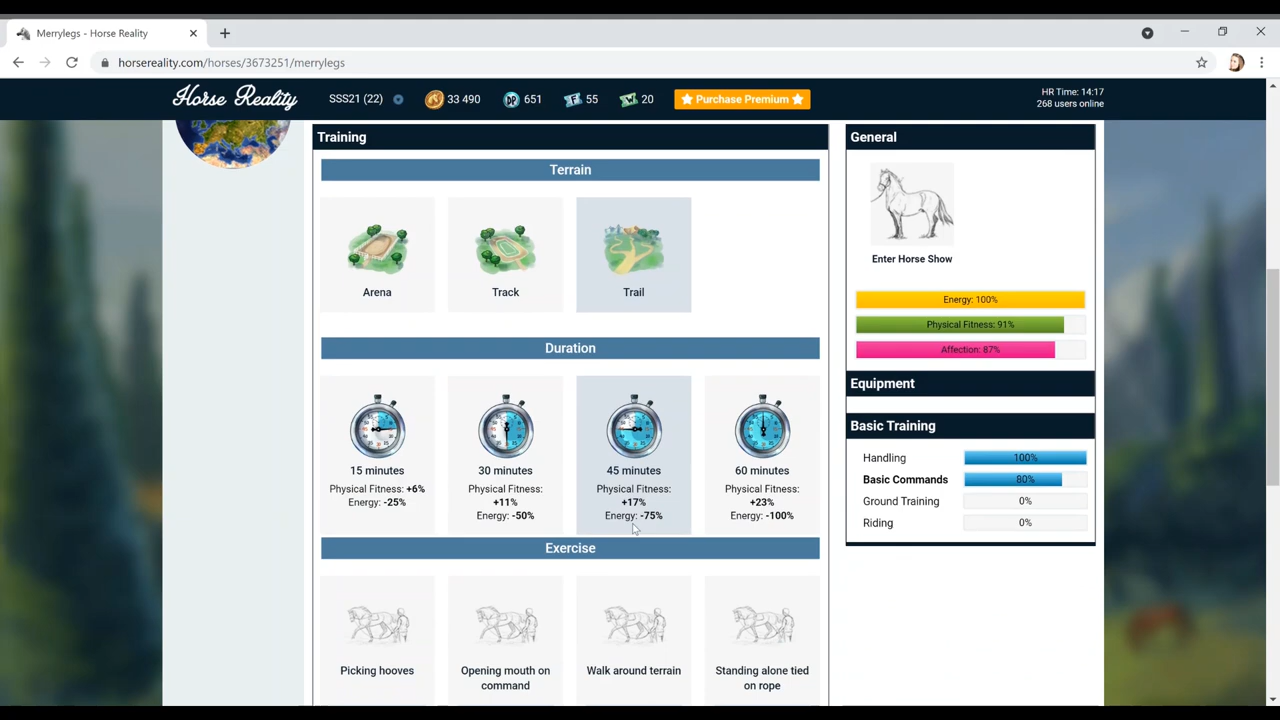 Merrylegs - Horse Reality
horsereality.com/horses/3673251/merrylegs
Horse Reality
SSS21 (22)
33 490
DP
651
55
20
Purchase Premium
HR Time: 14:17
268 users online
Training
Terrain
Arena
Track
Trail
Duration
15 minutes
Physical Fitness: +6%
Energy: -25%
30 minutes
Physical Fitness:
+11%
Energy: -50%
45 minutes
Physical Fitness:
+17%
Energy: -75%
60 minutes
Physical Fitness:
+23%
Energy: -100%
Exercise
Picking hooves
Opening mouth on
command
Walk around terrain
Standing alone tied
on rope
General
Enter Horse Show
Energy: 100%
Physical Fitness: 91%
Affection: 87%
Equipment
Basic Training
Handling 100%
Basic Commands 80%
Ground Training 0%
Riding 0%